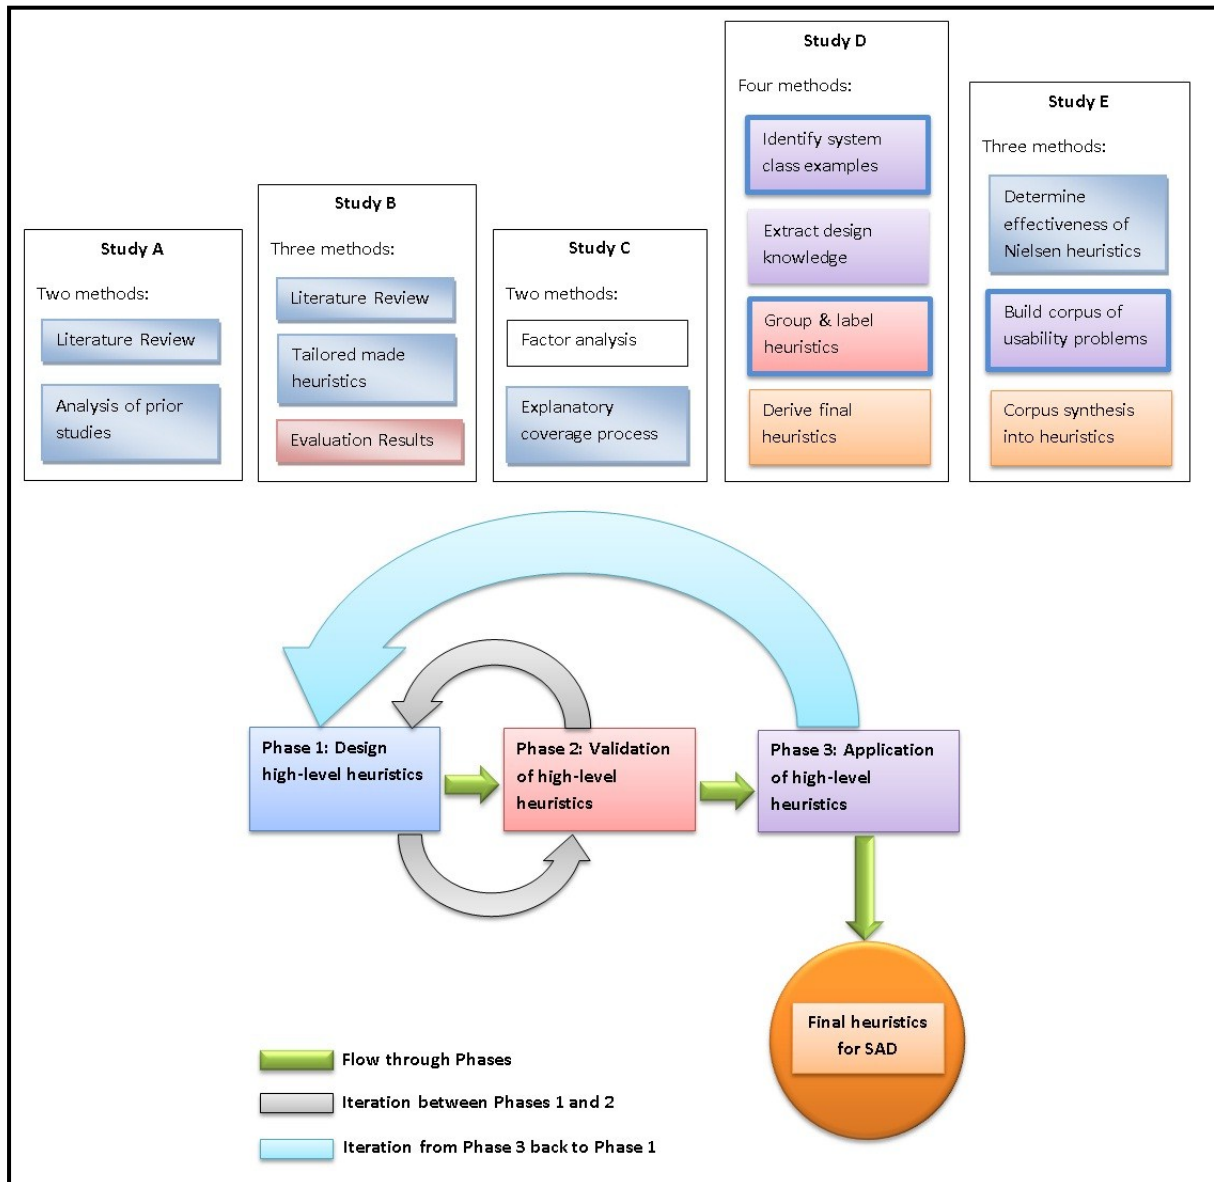 Study A
Two methods:
Literature Review
Analysis of prior
studies
Study B
Three methods:
Literature Review
Tailored made
heuristics
Evaluation Results
Study C
Two methods:
Factor analysis
Explanatory
coverage process
Study D
Four methods:
Identify system
class examples
Extract design
knowledge
Group & label
heuristics
Derive final
heuristics
Study E
Three methods:
Determine
effectiveness of
Nielsen heuristics
Build corpus of
usability problems
Corpus synthesis
into heuristics
Phase 1: Design
high-level heuristics
Phase 2: Validation
of high-level
heuristics
Phase 3: Application
of high-level
heuristics
Final heuristics
for SAD
Flow through Phases
Iteration between Phases 1 and 2
Iteration from Phase 3 back to Phase 1